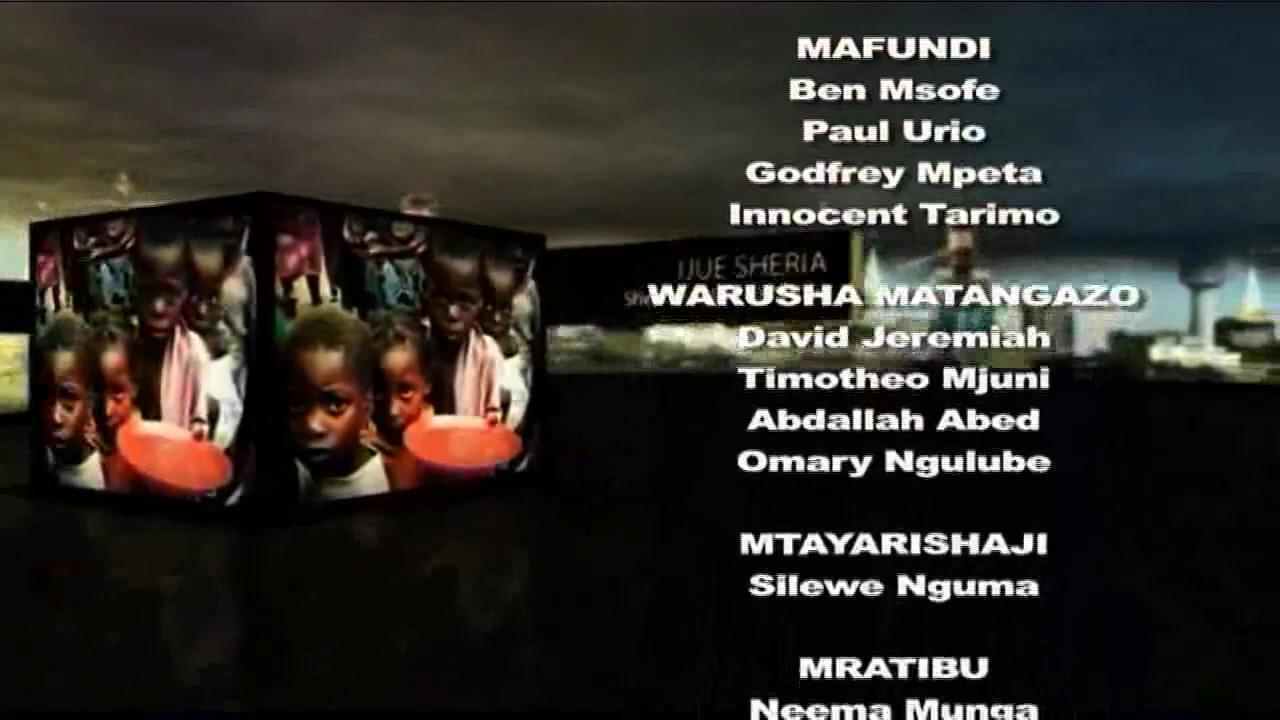 MAFUNDI
Ben Msofe
Paul Urio
Godfrey Mpeta
Innocent Tarimo
IJUE SHERIA
WARUSHA MATANGAZO
David Jeremiah
Timotheo Mjuni
Abdallah Abed
Omary Ngulube
MTAYARISHAJI
Silewe Nguma
MRATIBU
Neema Munga